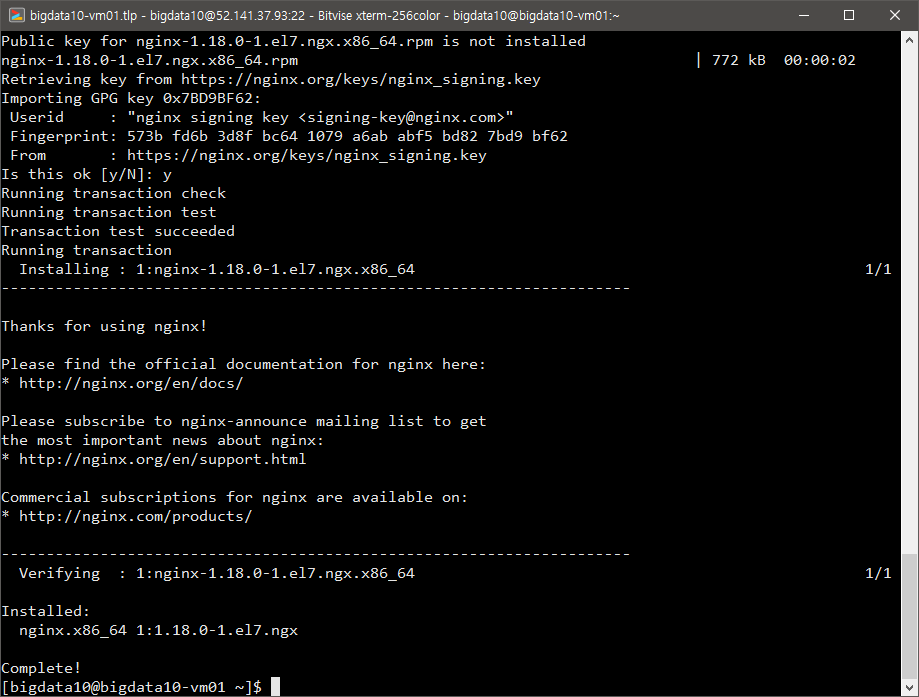 bigdata10-vm01.tlp - bigdata10@52.141.37.93:22 - Bitvise xterm-256color - bigdata10@bigdata10-vm01:~
Public key for nginx-1.18.0-1.el7.ngx.x86_64.rpm is not installed
nginx-1.18.0-1.el7.ngx.x86_64.rpm | 772 kB 00:00:02
Retrieving key from https://nginx.org/keys/nginx_signing.key
Importing GPG key 0x7BD9BF62:
 Userid     : "nginx signing key <signing-key@nginx.com>"
 Fingerprint: 573b fd6b 3d8f bc64 1079 a6ab abf5 bd82 7bd9 bf62
 From       : https://nginx.org/keys/nginx_signing.key
Is this ok [y/N]: y
Running transaction check
Running transaction test
Transaction test succeeded
Running transaction
  Installing : 1:nginx-1.18.0-1.el7.ngx.x86_64 1/1
----------------------------------------------------------------------
Thanks for using nginx!
Please find the official documentation for nginx here:
* http://nginx.org/en/docs/
Please subscribe to nginx-announce mailing list to get
the most important news about nginx:
* http://nginx.org/en/support.html
Commercial subscriptions for nginx are available on:
* http://nginx.com/products/
----------------------------------------------------------------------
  Verifying  : 1:nginx-1.18.0-1.el7.ngx.x86_64 1/1
Installed:
  nginx.x86_64 1:1.18.0-1.el7.ngx
Complete!
[bigdata10@bigdata10-vm01 ~]$